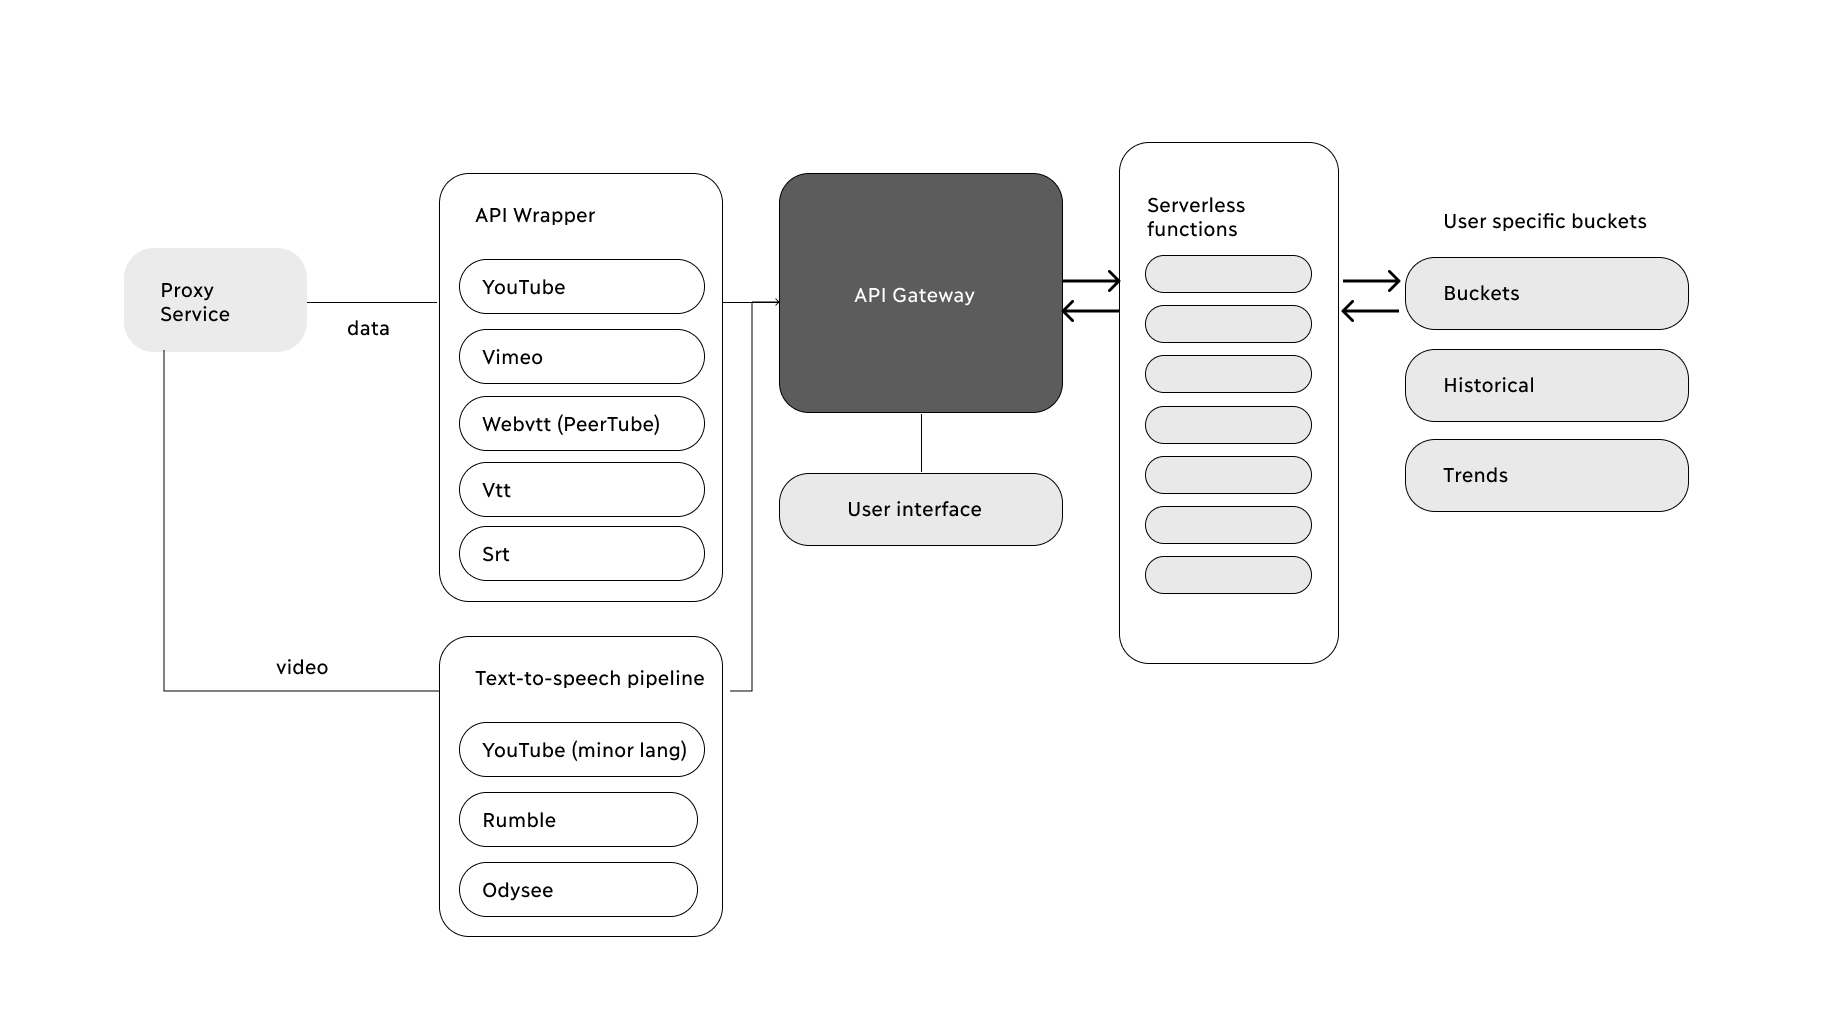 Proxy
Service
data
video
API Wrapper
YouTube
Vimeo
Webvtt (PeerTube)
Vtt
Srt
Text-to-speech pipeline
YouTube (minor lang)
Rumble
Odysee
API Gateway
User interface
Serverless
functions
User specific buckets
Buckets
Historical
Trends